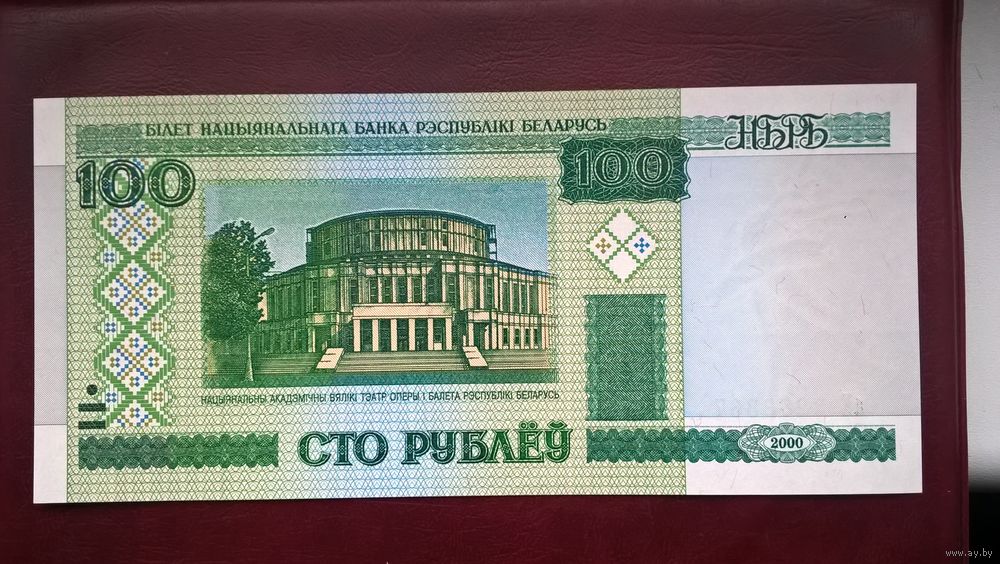 БІЛЕТ НАЦЫЯНАЛЬНАГА БАНКА РЭСПУБЛІКІ БЕЛАРУСЬ
НБРБ
100
100
НАЦЫЯНАЛЬНЫ АКАДЭМІЧНЫ ВЯЛІКІ ТЭАТР ОПЕРЫ І БАЛЕТА РЭСПУБЛІКІ БЕЛАРУСЬ
СТО РУБЛЁЎ
2000
www.ay.by